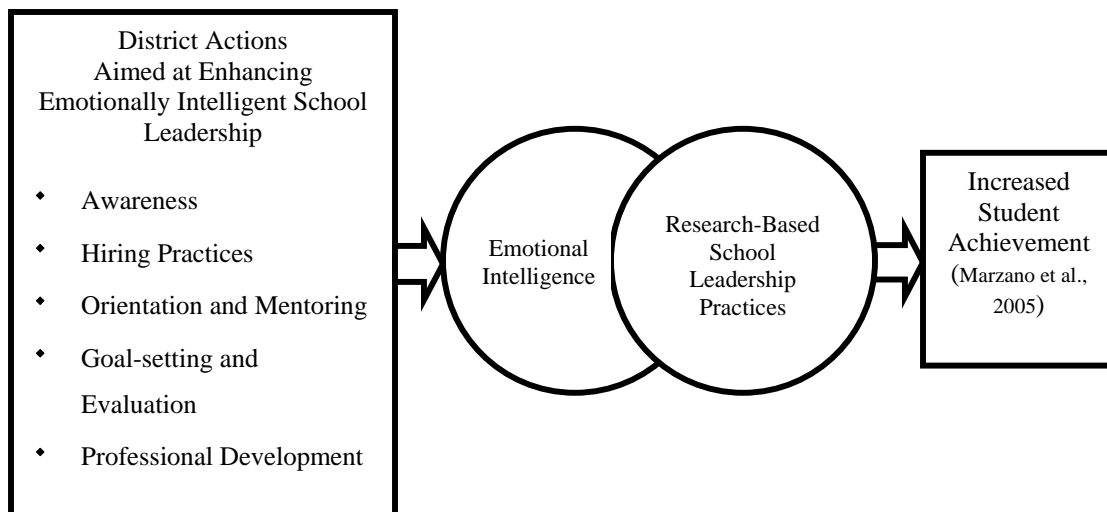 District Actions
Aimed at Enhancing
Emotionally Intelligent School
Leadership
Awareness
Hiring Practices
Orientation and Mentoring
Goal-setting and
Evaluation
Professional Development
Emotional
Intelligence
Research-Based
School
Leadership
Practices
Increased
Student
Achievement
(Marzano et al.,
2005)